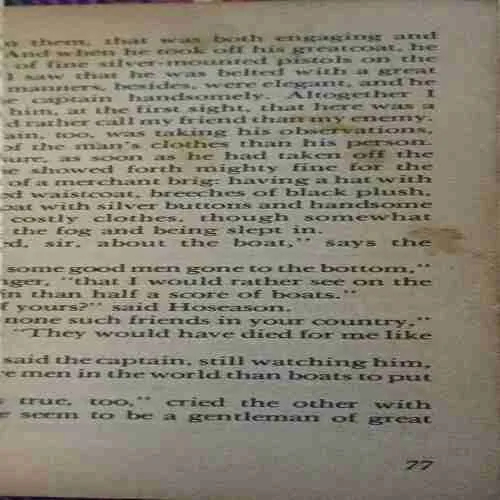 them, that was both engaging and
And when he took off his greatcoat, he
of fine silver-mounted pistols on the
I saw that he was belted with a great
manners, besides, were elegant, and he
captain handsomely. Altogether I
him, at the first sight, that here was a
rather call my friend than my enemy.
too, was taking his observations,
of the man's clothes than his person.
as soon as he had taken off the
showed forth mighty fine for the
of a merchant brig: having a hat with
waistcoat, breeches of black plush,
with silver buttons and handsome
costly clothes, though somewhat
the fog and being slept in.
sir, about the boat," says the
some good men gone to the bottom,"
"that I would rather see on the
than half a score of boats."
yours?" said Hoseason.
none such friends in your country,"
"They would have died for me like
said the captain, still watching him,
men in the world than boats to put
true, too," cried the other with
seem to be a gentleman of great
77